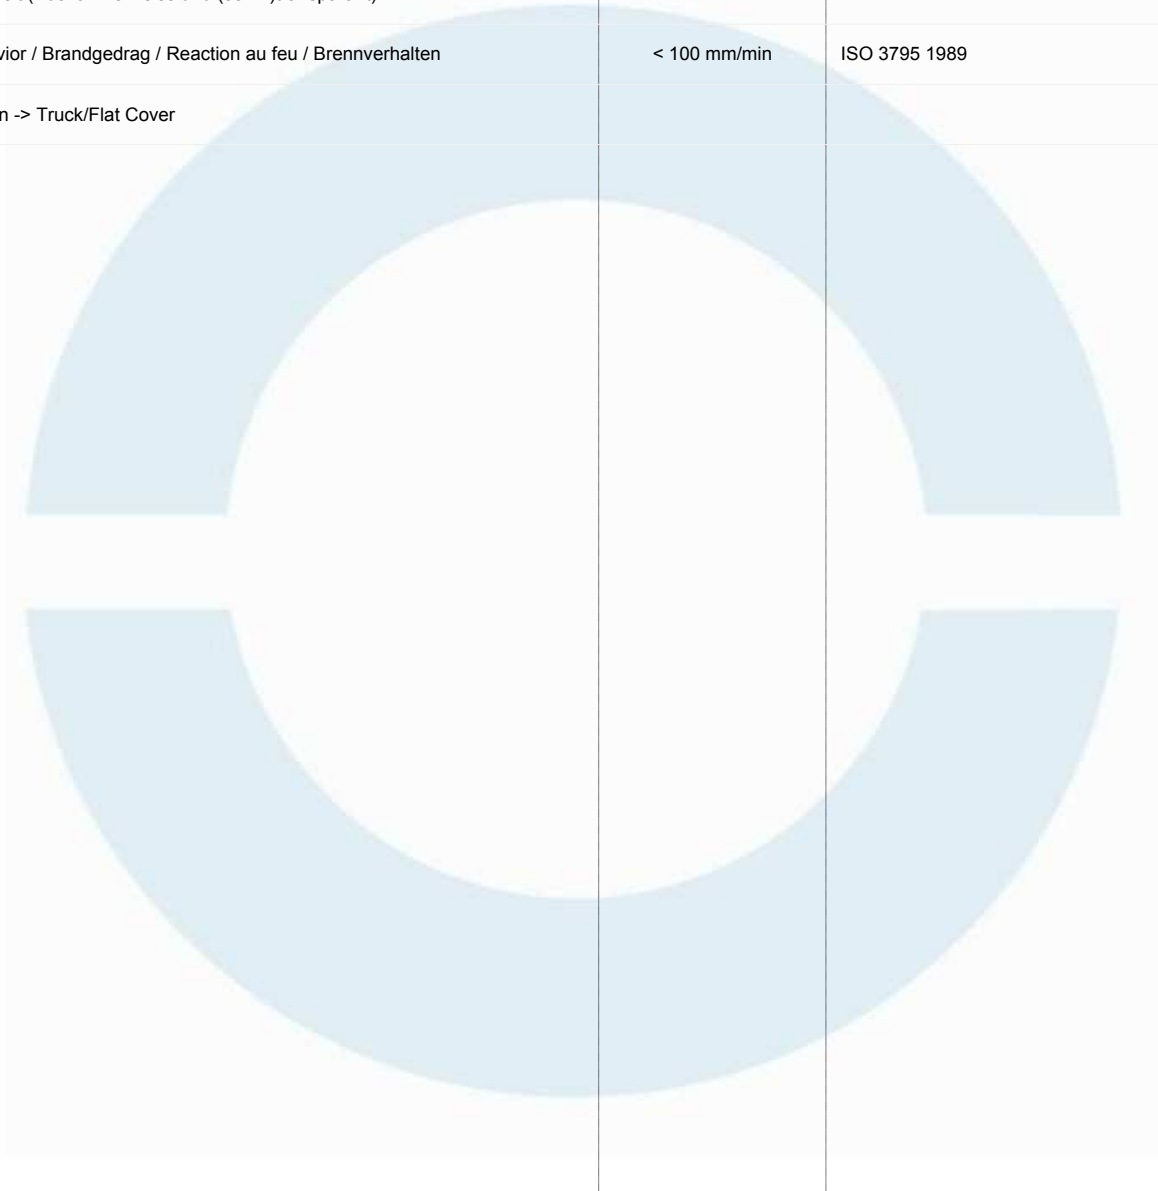 vior / Brandgedrag / Reaction au feu / Brennverhalten < 100 mm/min ISO 3795 1989
n -> Truck/Flat Cover